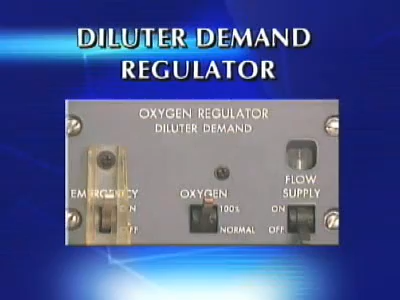 DILUTER DEMAND
REGULATOR
OXYGEN REGULATOR
DILUTER DEMAND
EMERGENCY
ON
OFF
OXYGEN
100%
NORMAL
FLOW
SUPPLY
ON
OFF